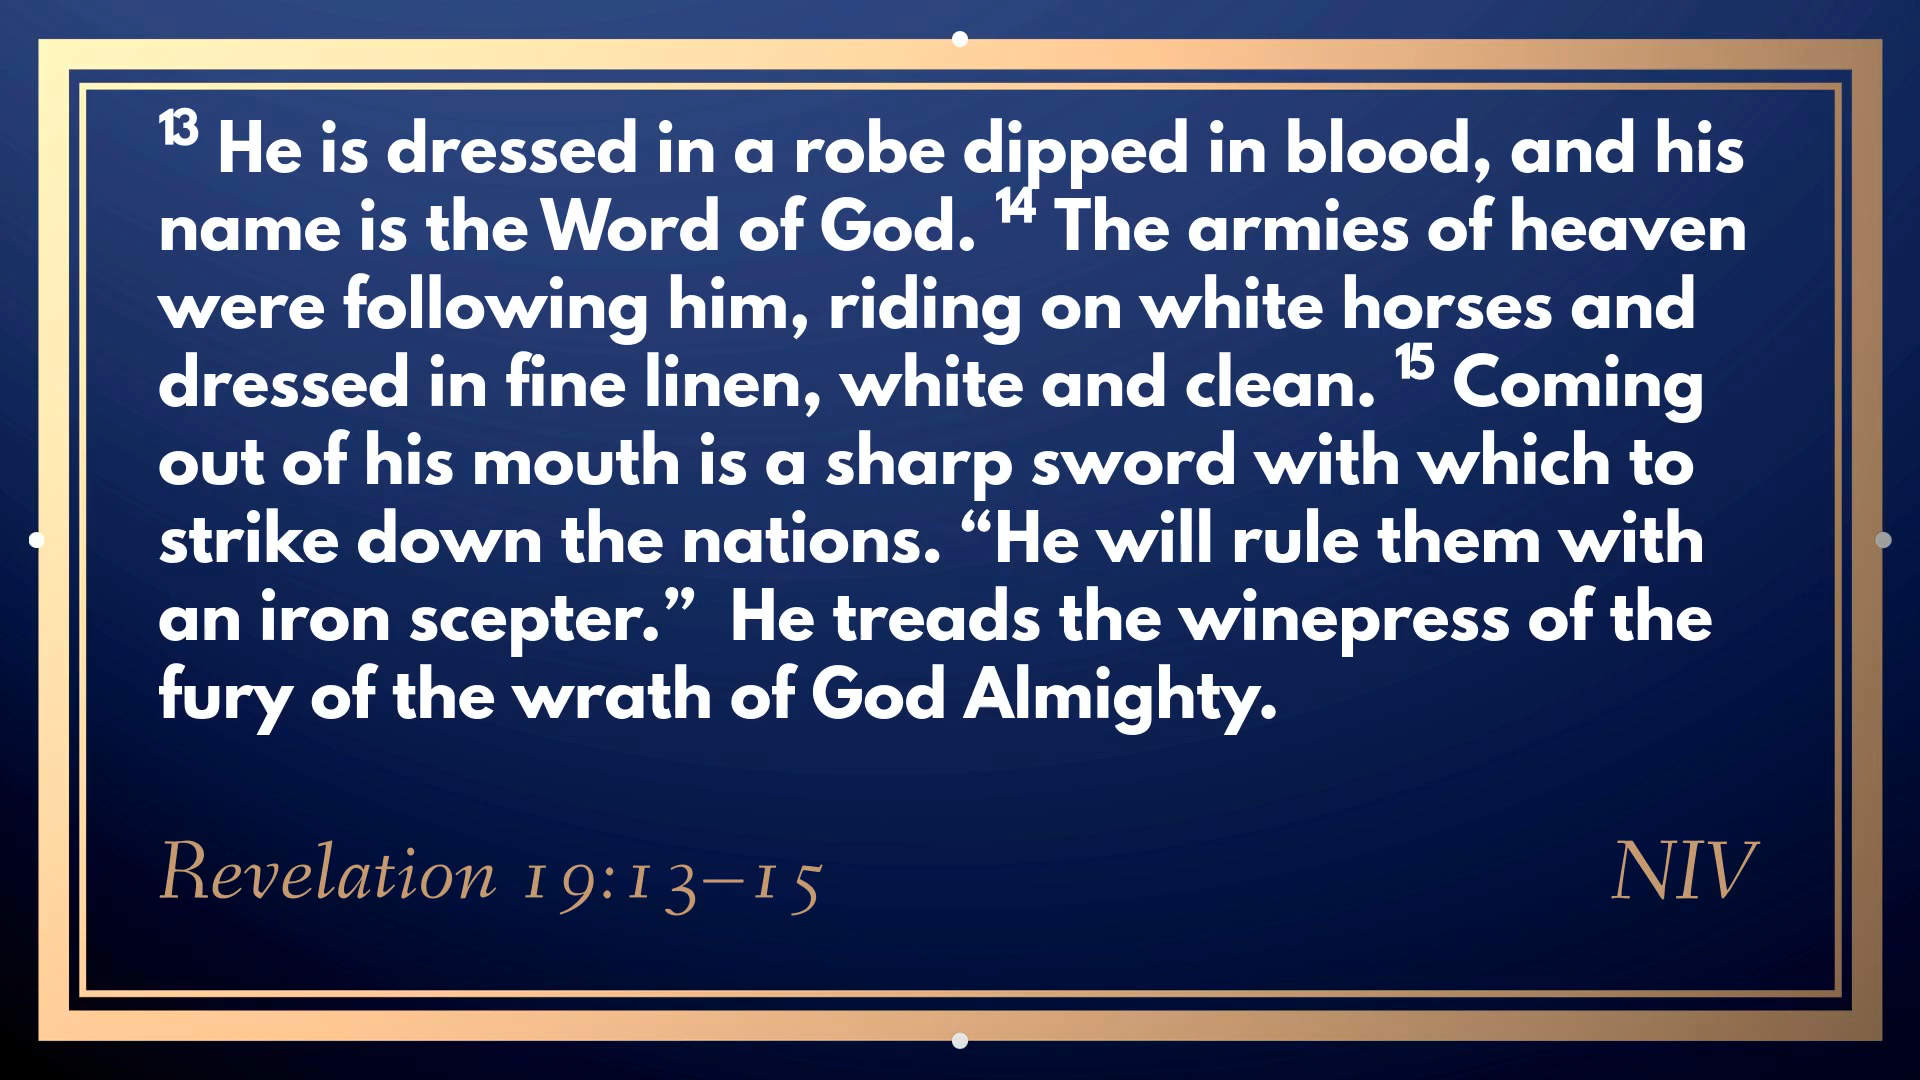 13 He is dressed in a robe dipped in blood, and his
name is the Word of God. 14 The armies of heaven
were following him, riding on white horses and
dressed in fine linen, white and clean. 15 Coming
out of his mouth is a sharp sword with which to
strike down the nations. “He will rule them with
an iron scepter.” He treads the winepress of the
fury of the wrath of God Almighty.
Revelation 19:13–15 NIV